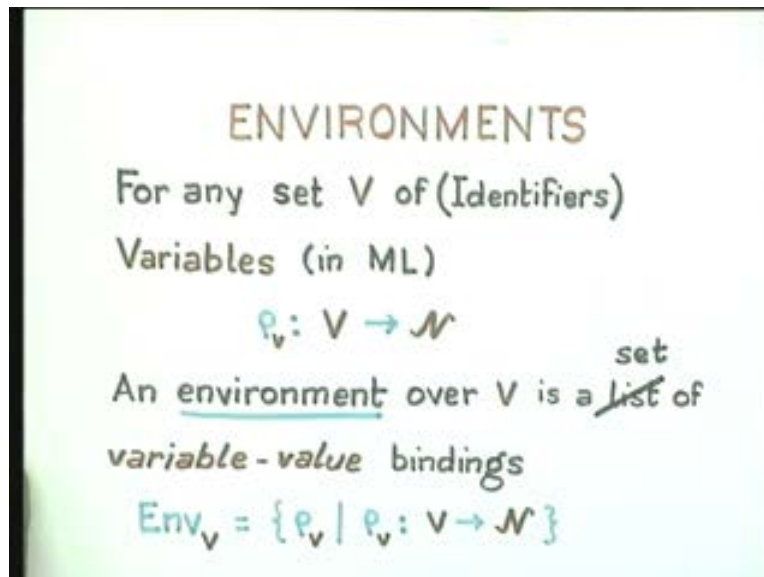 ENVIRONMENTS
For any set V of (Identifiers)
Variables (in ML)
ρᵥ: V → 𝒩
set
An environment over V is a list of
variable-value bindings
Envᵥ = {ρᵥ | ρᵥ: V → 𝒩}